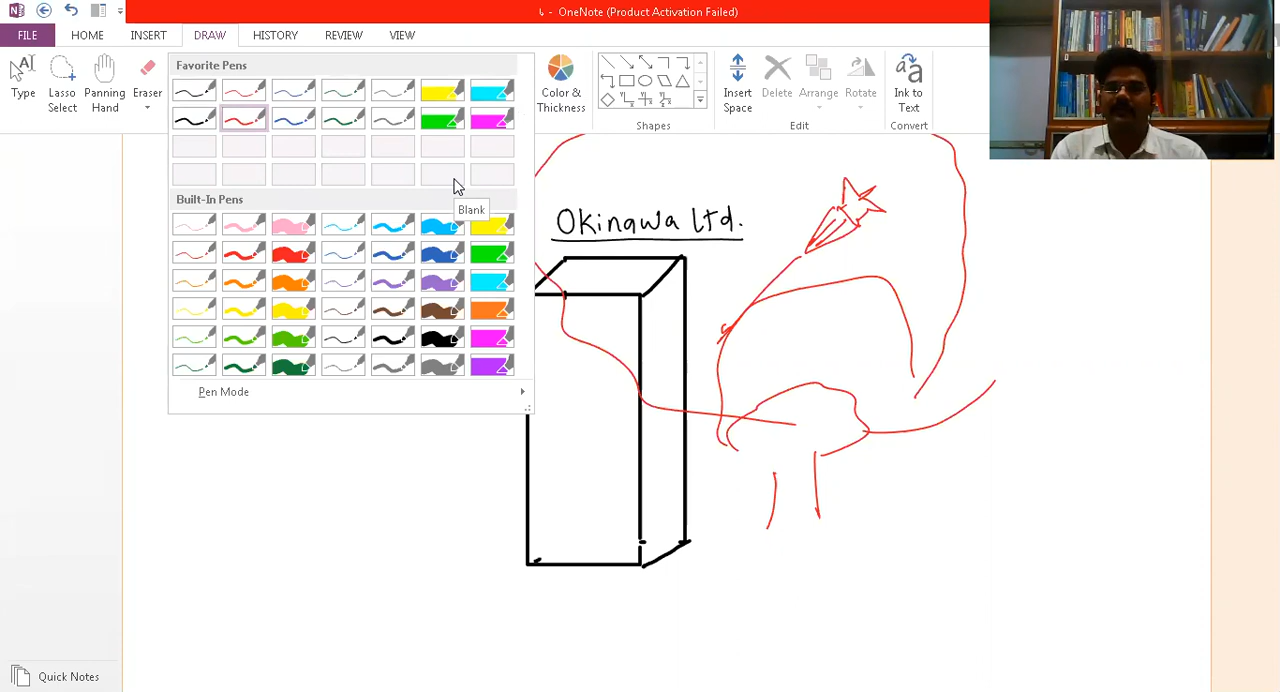 ↳ - OneNote (Product Activation Failed)
FILE HOME INSERT DRAW HISTORY REVIEW VIEW
Type
Lasso Select
Panning Hand
Eraser
Favorite Pens
Blank
Built-In Pens
Pen Mode
Color & Thickness
Shapes
Insert Space
Delete
Arrange
Rotate
Edit
Ink to Text
Convert
Okinawa Ltd.
Quick Notes